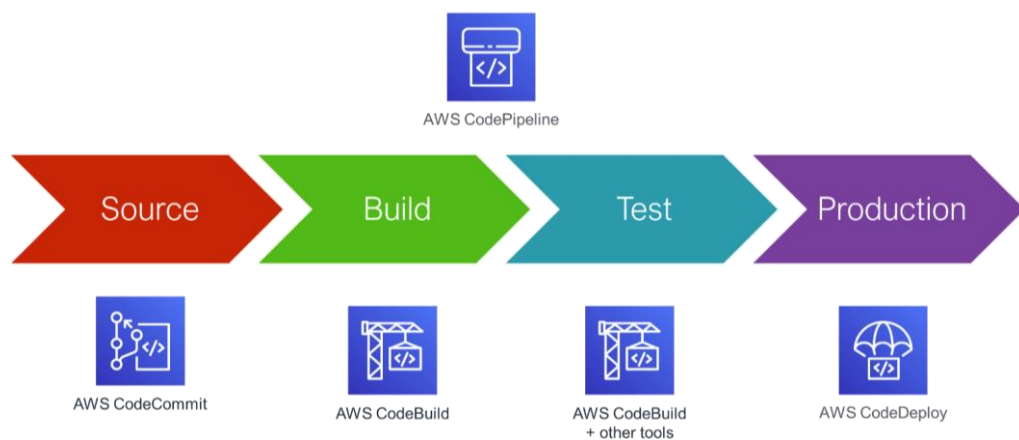 </>
AWS CodePipeline
Source
Build
Test
Production
</>
</>
</>
</>
AWS CodeCommit
AWS CodeBuild
AWS CodeBuild
+ other tools
AWS CodeDeploy